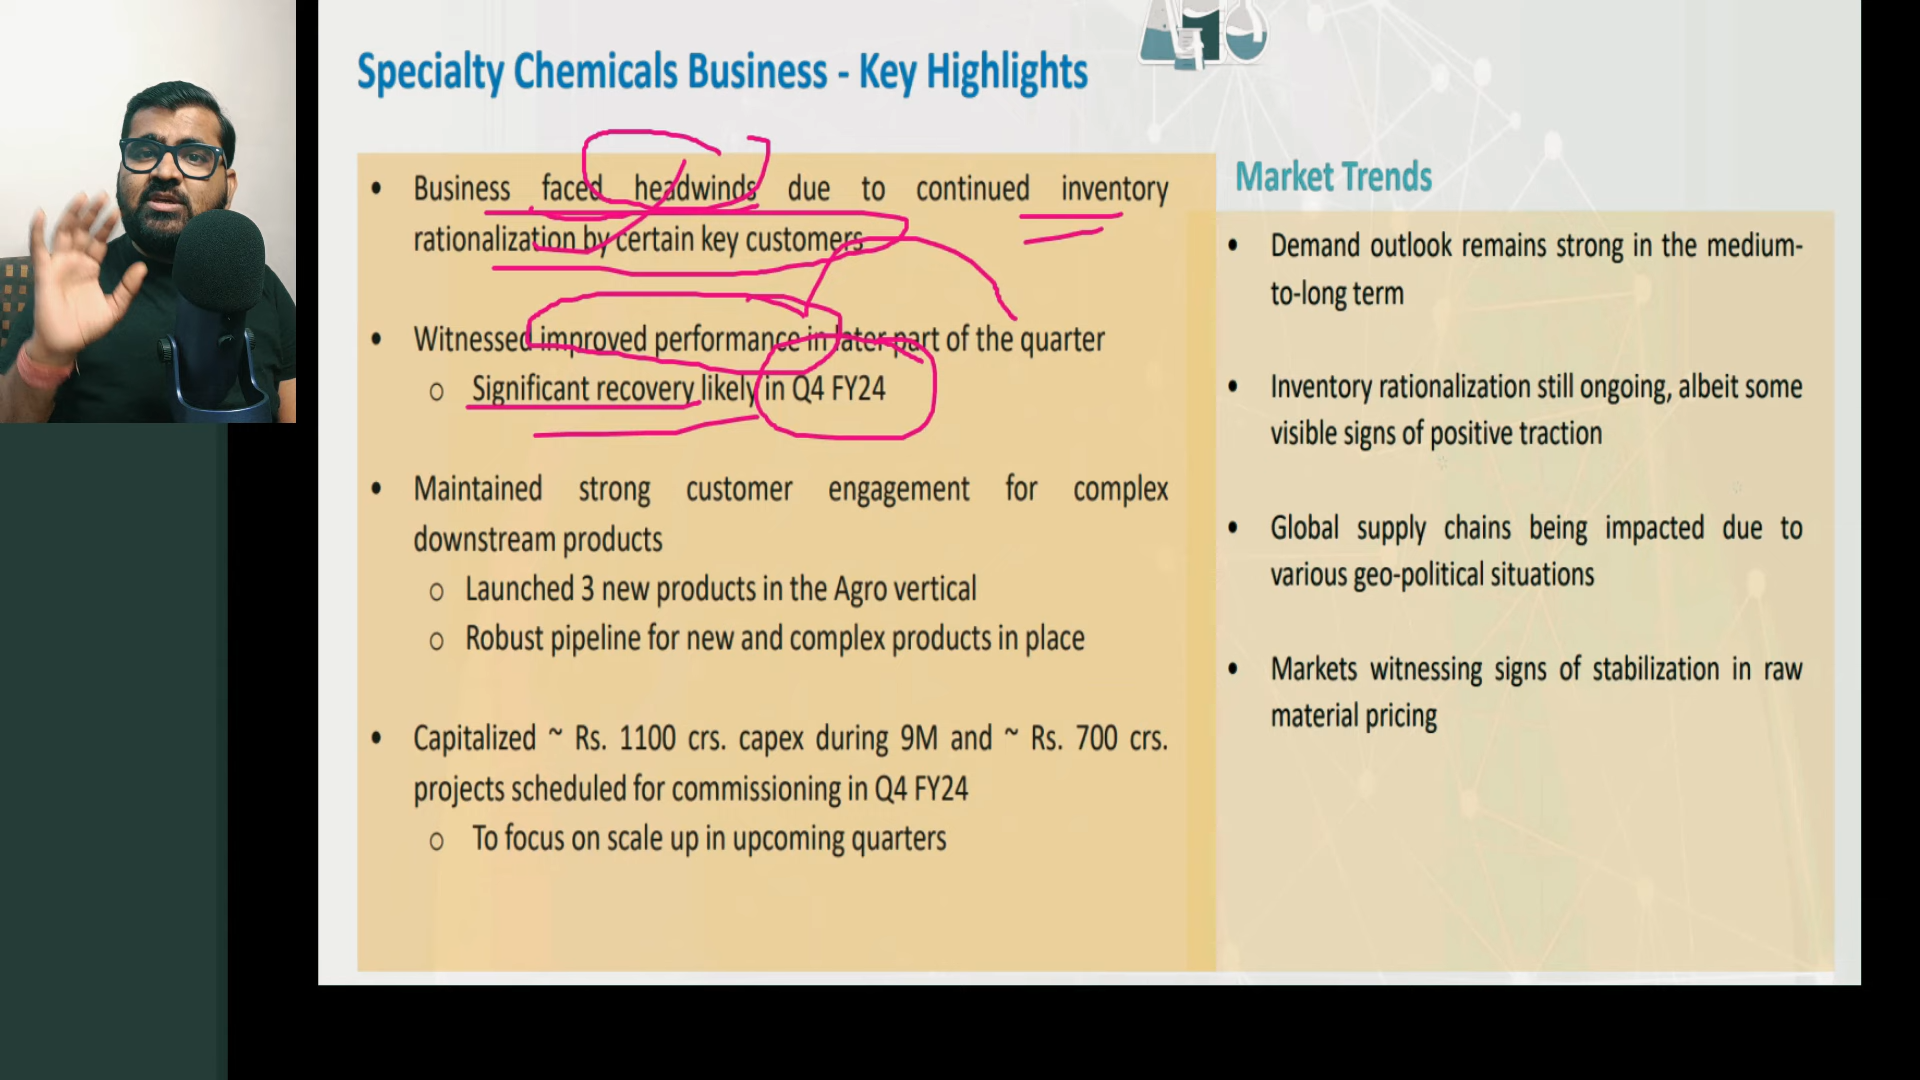 Specialty Chemicals Business - Key Highlights
• Business faced headwinds due to continued inventory
rationalization by certain key customers
• Witnessed improved performance in later part of the quarter
o Significant recovery likely in Q4 FY24
• Maintained strong customer engagement for complex
downstream products
o Launched 3 new products in the Agro vertical
o Robust pipeline for new and complex products in place
• Capitalized ~ Rs. 1100 crs. capex during 9M and ~ Rs. 700 crs.
projects scheduled for commissioning in Q4 FY24
o To focus on scale up in upcoming quarters
Market Trends
• Demand outlook remains strong in the medium-
to-long term
• Inventory rationalization still ongoing, albeit some
visible signs of positive traction
• Global supply chains being impacted due to
various geo-political situations
• Markets witnessing signs of stabilization in raw
material pricing